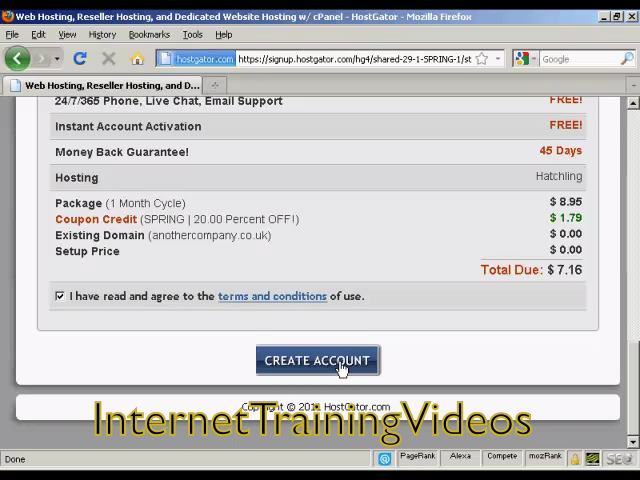 Web Hosting, Reseller Hosting, and Dedicated Website Hosting w/ cPanel - HostGator - Mozilla Firefox
File Edit View History Bookmarks Tools Help
hostgator.com https://signup.hostgator.com/hg4/shared-29-1-SPRING-1/st Google
Web Hosting, Reseller Hosting, and D...
24/7/365 Phone, Live Chat, Email Support FREE!
Instant Account Activation FREE!
Money Back Guarantee! 45 Days
Hosting Hatchling
Package (1 Month Cycle) $ 8.95
Coupon Credit (SPRING | 20.00 Percent OFF!) $ 1.79
Existing Domain (anothercompany.co.uk) $ 0.00
Setup Price $ 0.00
Total Due: $ 7.16
I have read and agree to the terms and conditions of use.
CREATE ACCOUNT
Copyright © 2011 HostGator.com
InternetTrainingVideos
Done PageRank Alexa Compete mozRank SEO